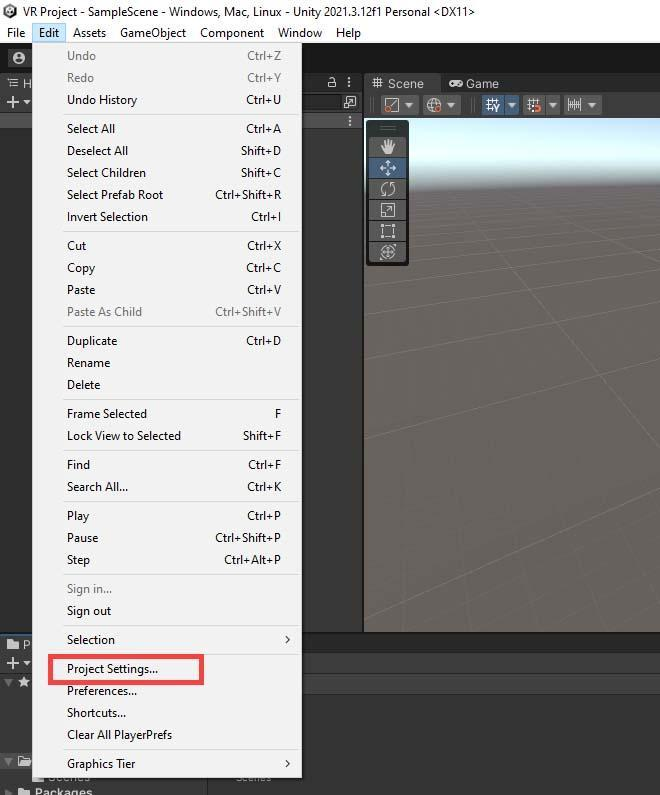 VR Project - SampleScene - Windows, Mac, Linux - Unity 2021.3.12f1 Personal <DX11>
File Edit Assets GameObject Component Window Help
Undo Ctrl+Z
Redo Ctrl+Y
Undo History Ctrl+U
Select All Ctrl+A
Deselect All Shift+D
Select Children Shift+C
Select Prefab Root Ctrl+Shift+R
Invert Selection Ctrl+I
Cut Ctrl+X
Copy Ctrl+C
Paste Ctrl+V
Paste As Child Ctrl+Shift+V
Duplicate Ctrl+D
Rename
Delete
Frame Selected F
Lock View to Selected Shift+F
Find Ctrl+F
Search All... Ctrl+K
Play Ctrl+P
Pause Ctrl+Shift+P
Step Ctrl+Alt+P
Sign in...
Sign out
Selection
Project Settings...
Preferences...
Shortcuts...
Clear All PlayerPrefs
Graphics Tier
H
Scene Game
P
Scenes Scenes
Packages